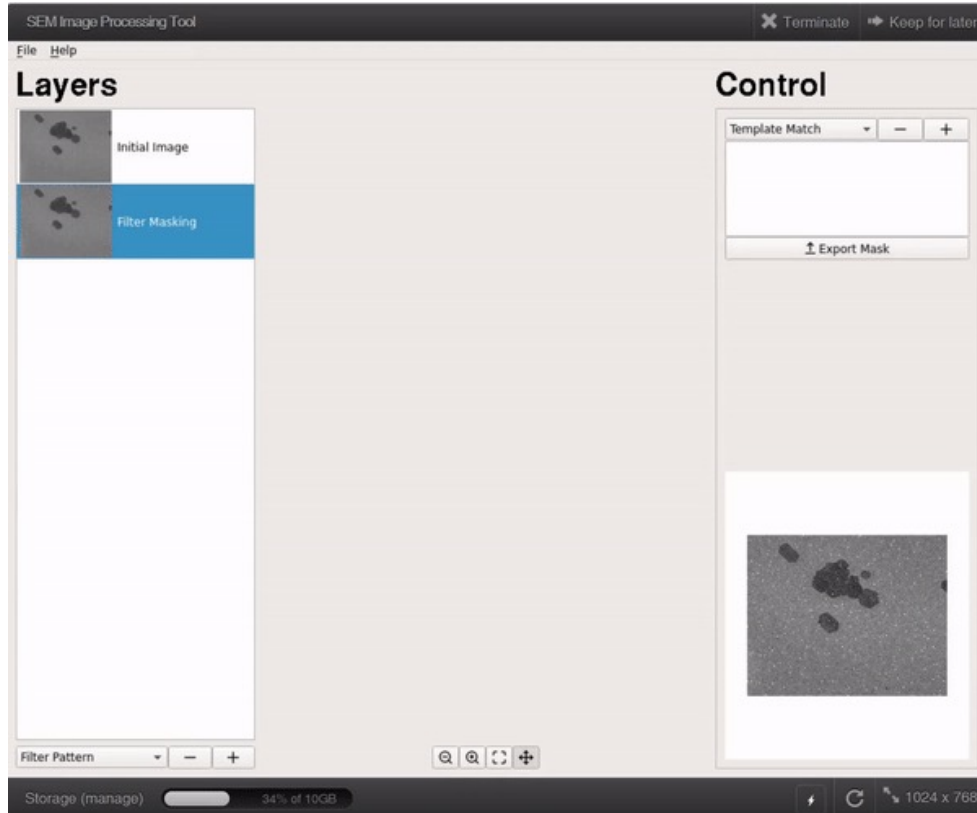 SEM Image Processing Tool
Terminate
Keep for later
File Help
Layers
Control
Initial Image
Filter Masking
Template Match
Export Mask
Filter Pattern
Storage (manage)
34% of 10GB
1024 x 768